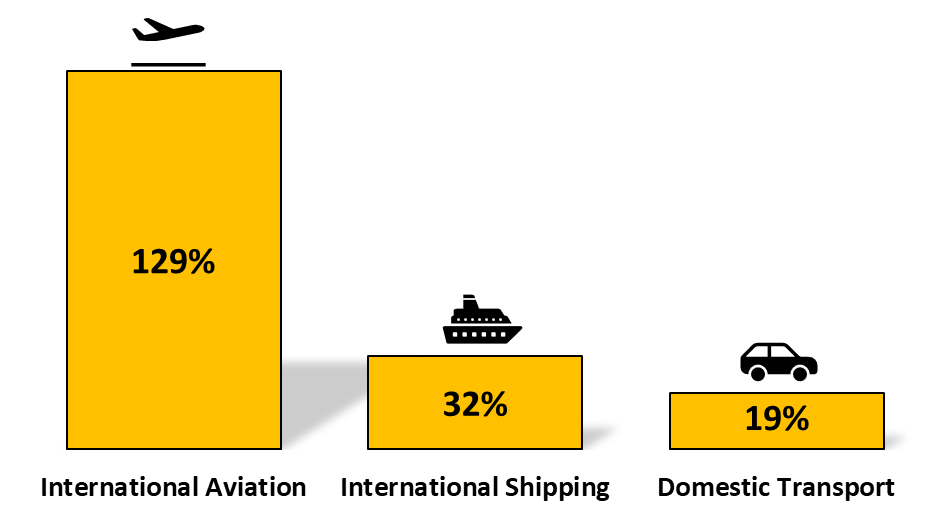 129%
32%
19%
International Aviation
International Shipping
Domestic Transport